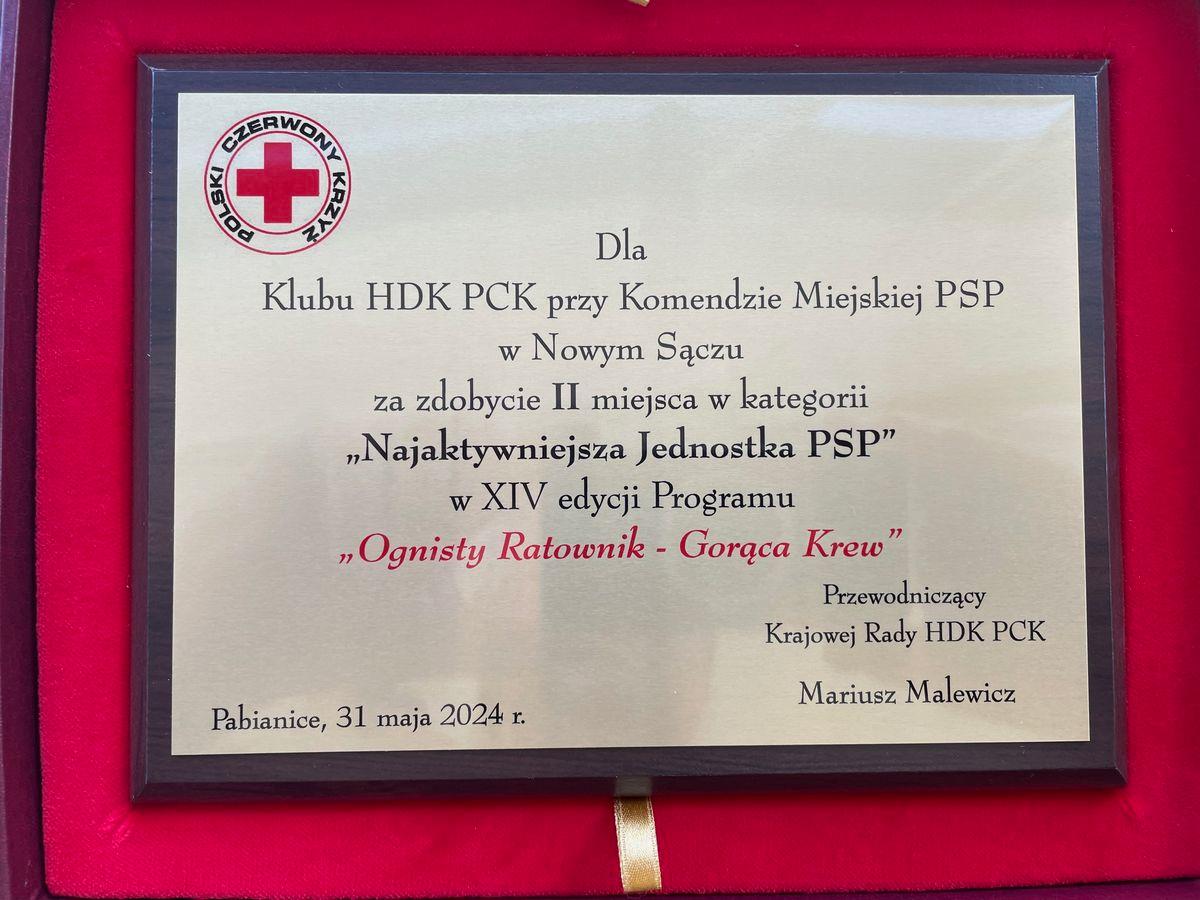 POLSKI CZERWONY KRZYŻ
Dla
Klubu HDK PCK przy Komendzie Miejskiej PSP
w Nowym Sączu
za zdobycie II miejsca w kategorii
„Najaktywniejsza Jednostka PSP”
w XIV edycji Programu
„Ognisty Ratownik - Gorąca Krew”
Przewodniczący
Krajowej Rady HDK PCK
Mariusz Malewicz
Pabianice, 31 maja 2024 r.